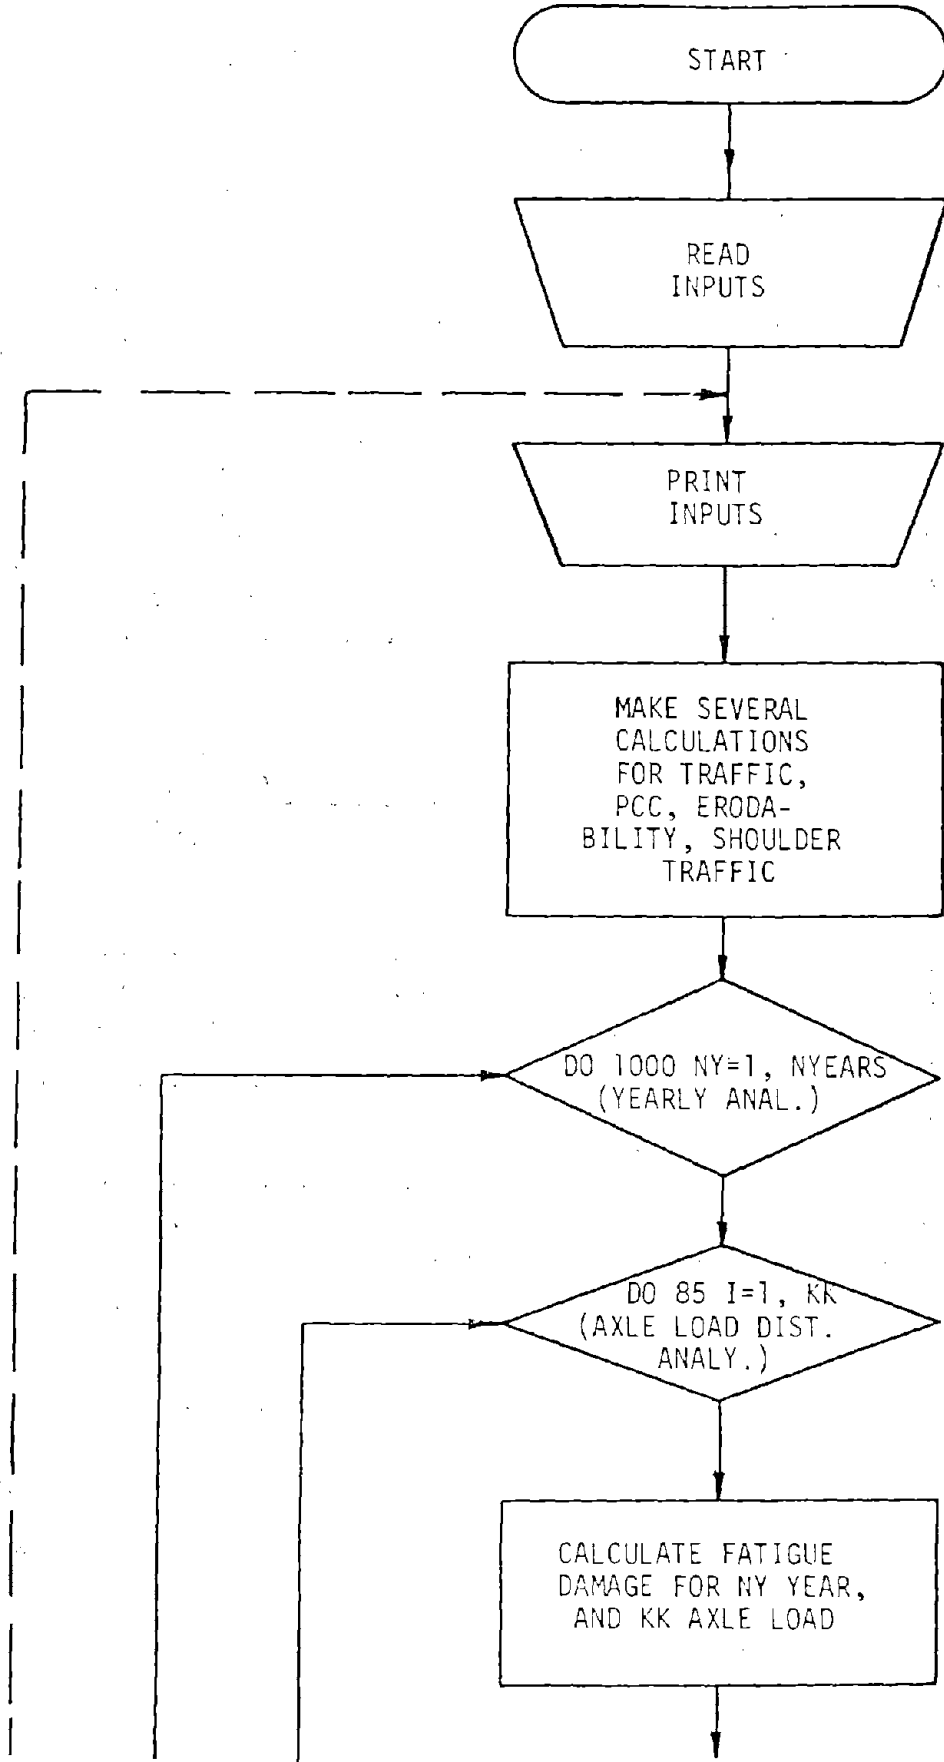 START
READ
INPUTS
PRINT
INPUTS
MAKE SEVERAL
CALCULATIONS
FOR TRAFFIC,
PCC, ERODA-
BILITY, SHOULDER
TRAFFIC
DO 1000 NY=1, NYEARS
(YEARLY ANAL.)
DO 85 I=1, KK
(AXLE LOAD DIST.
ANALY.)
CALCULATE FATIGUE
DAMAGE FOR NY YEAR,
AND KK AXLE LOAD